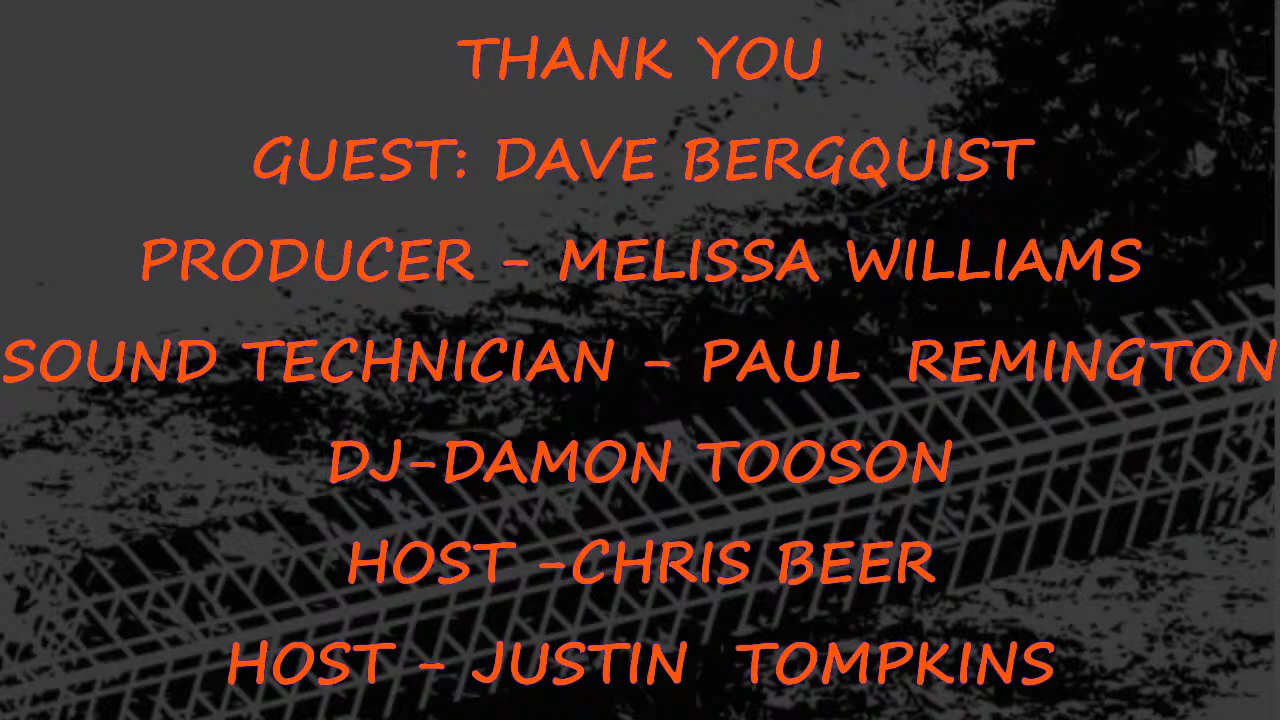 THANK YOU
GUEST: DAVE BERGQUIST
PRODUCER - MELISSA WILLIAMS
SOUND TECHNICIAN - PAUL REMINGTON
DJ-DAMON TOOSON
HOST -CHRIS BEER
HOST - JUSTIN TOMPKINS